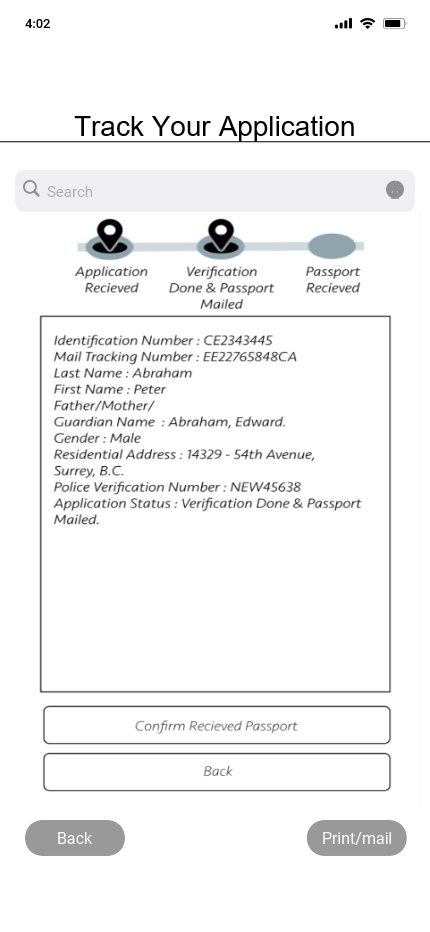 4:02
Track Your Application
Search
Application
Recieved
Verification
Done & Passport
Mailed
Passport
Recieved
Identification Number : CE2343445
Mail Tracking Number : EE22765848CA
Last Name : Abraham
First Name : Peter
Father/Mother/
Guardian Name : Abraham, Edward.
Gender : Male
Residential Address : 14329 - 54th Avenue,
Surrey, B.C.
Police Verification Number : NEW45638
Application Status : Verification Done & Passport
Mailed.
Confirm Recieved Passport
Back
Back
Print/mail